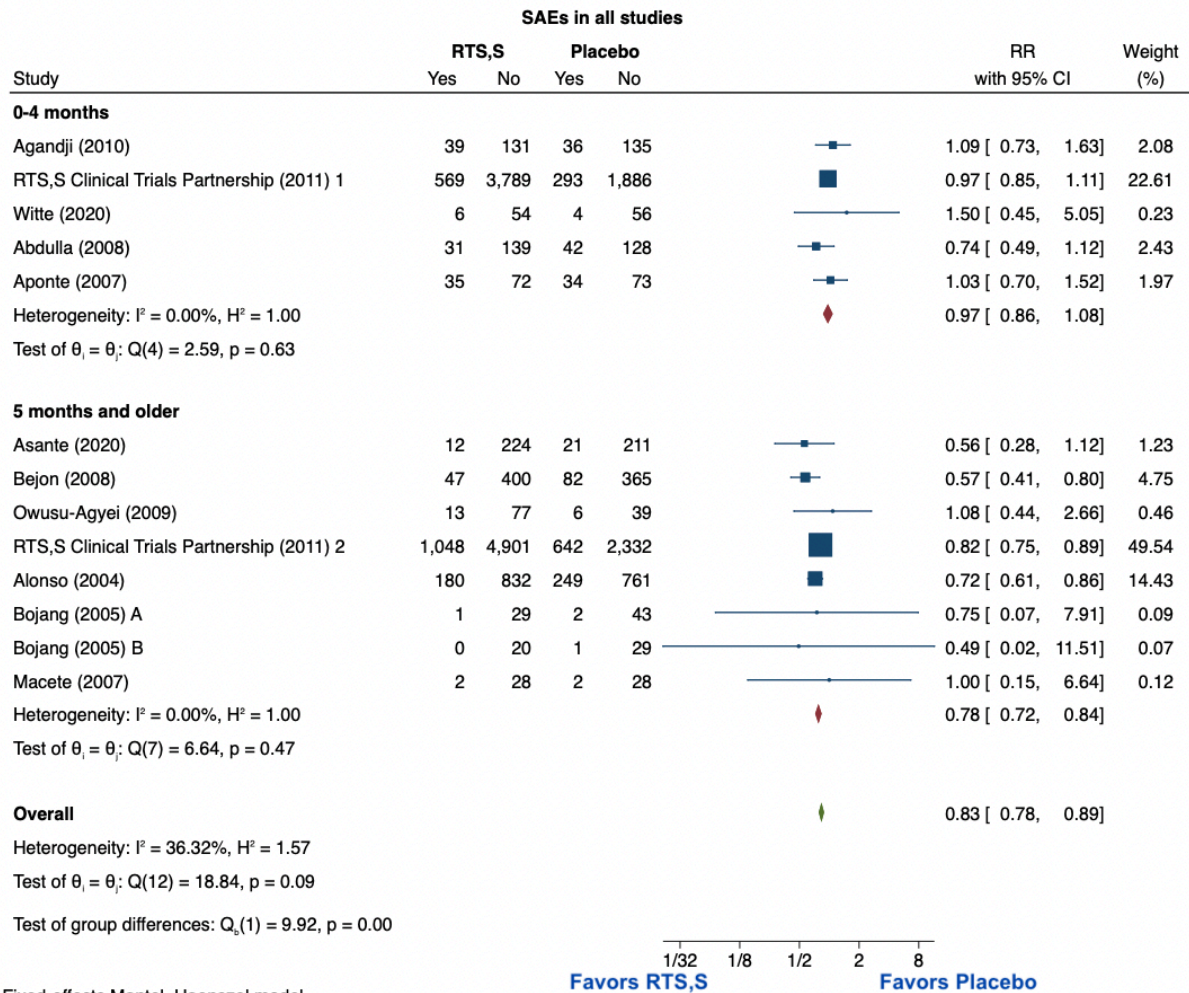 SAEs in all studies
RTS,S Placebo RR Weight
Study Yes No Yes No with 95% CI (%)
0-4 months
Agandji (2010) 39 131 36 135 1.09 [ 0.73, 1.63] 2.08
RTS,S Clinical Trials Partnership (2011) 1 569 3,789 293 1,886 0.97 [ 0.85, 1.11] 22.61
Witte (2020) 6 54 4 56 1.50 [ 0.45, 5.05] 0.23
Abdulla (2008) 31 139 42 128 0.74 [ 0.49, 1.12] 2.43
Aponte (2007) 35 72 34 73 1.03 [ 0.70, 1.52] 1.97
Heterogeneity: I² = 0.00%, H² = 1.00 0.97 [ 0.86, 1.08]
Test of θᵢ = θⱼ: Q(4) = 2.59, p = 0.63
5 months and older
Asante (2020) 12 224 21 211 0.56 [ 0.28, 1.12] 1.23
Bejon (2008) 47 400 82 365 0.57 [ 0.41, 0.80] 4.75
Owusu-Agyei (2009) 13 77 6 39 1.08 [ 0.44, 2.66] 0.46
RTS,S Clinical Trials Partnership (2011) 2 1,048 4,901 642 2,332 0.82 [ 0.75, 0.89] 49.54
Alonso (2004) 180 832 249 761 0.72 [ 0.61, 0.86] 14.43
Bojang (2005) A 1 29 2 43 0.75 [ 0.07, 7.91] 0.09
Bojang (2005) B 0 20 1 29 0.49 [ 0.02, 11.51] 0.07
Macete (2007) 2 28 2 28 1.00 [ 0.15, 6.64] 0.12
Heterogeneity: I² = 0.00%, H² = 1.00 0.78 [ 0.72, 0.84]
Test of θᵢ = θⱼ: Q(7) = 6.64, p = 0.47
Overall 0.83 [ 0.78, 0.89]
Heterogeneity: I² = 36.32%, H² = 1.57
Test of θᵢ = θⱼ: Q(12) = 18.84, p = 0.09
Test of group differences: Q_b(1) = 9.92, p = 0.00
1/32 1/8 1/2 2 8
Favors RTS,S Favors Placebo